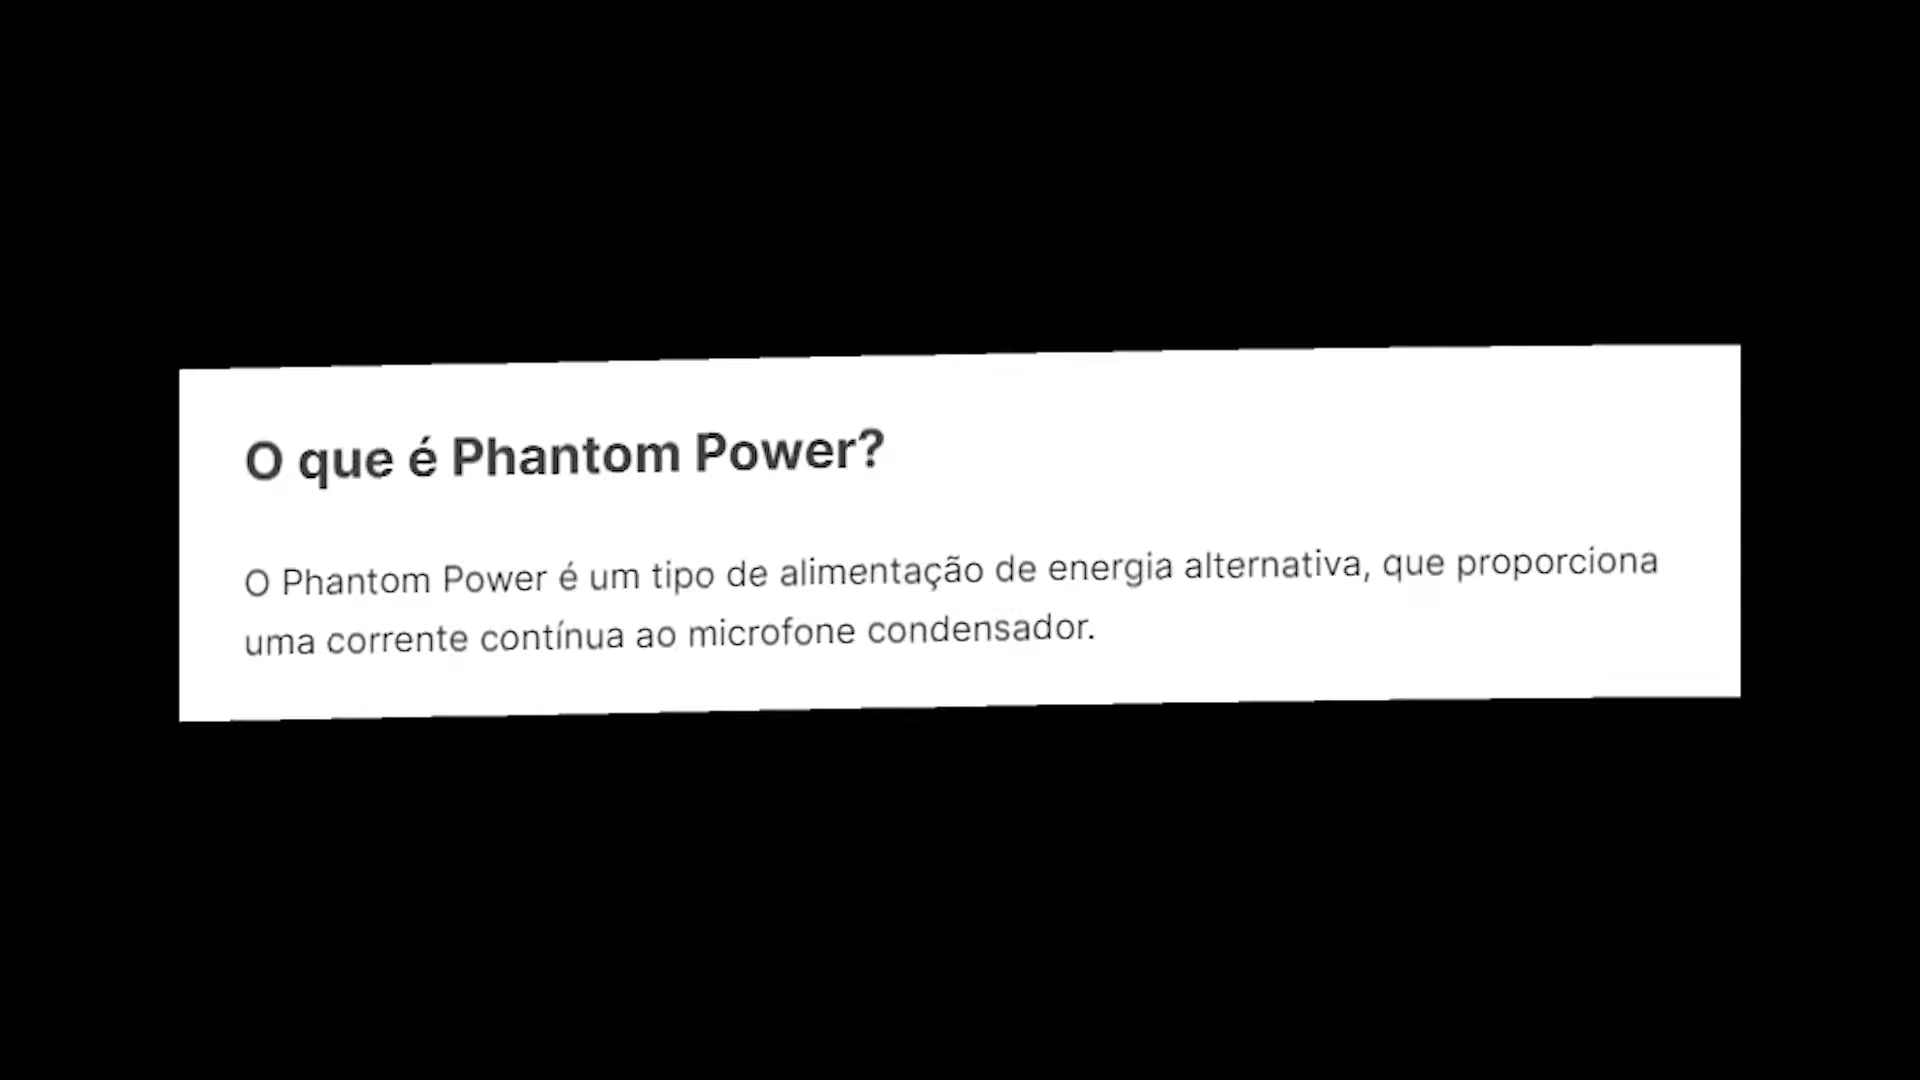 O que é Phantom Power?
O Phantom Power é um tipo de alimentação de energia alternativa, que proporciona
uma corrente contínua ao microfone condensador.